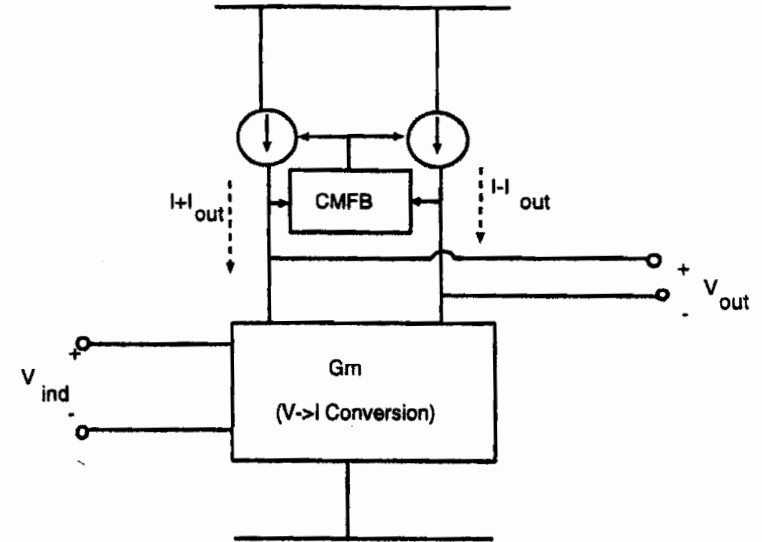 I+I out
CMFB
I-I out
+
V out
-
+
V ind
-
Gm
(V->I Conversion)